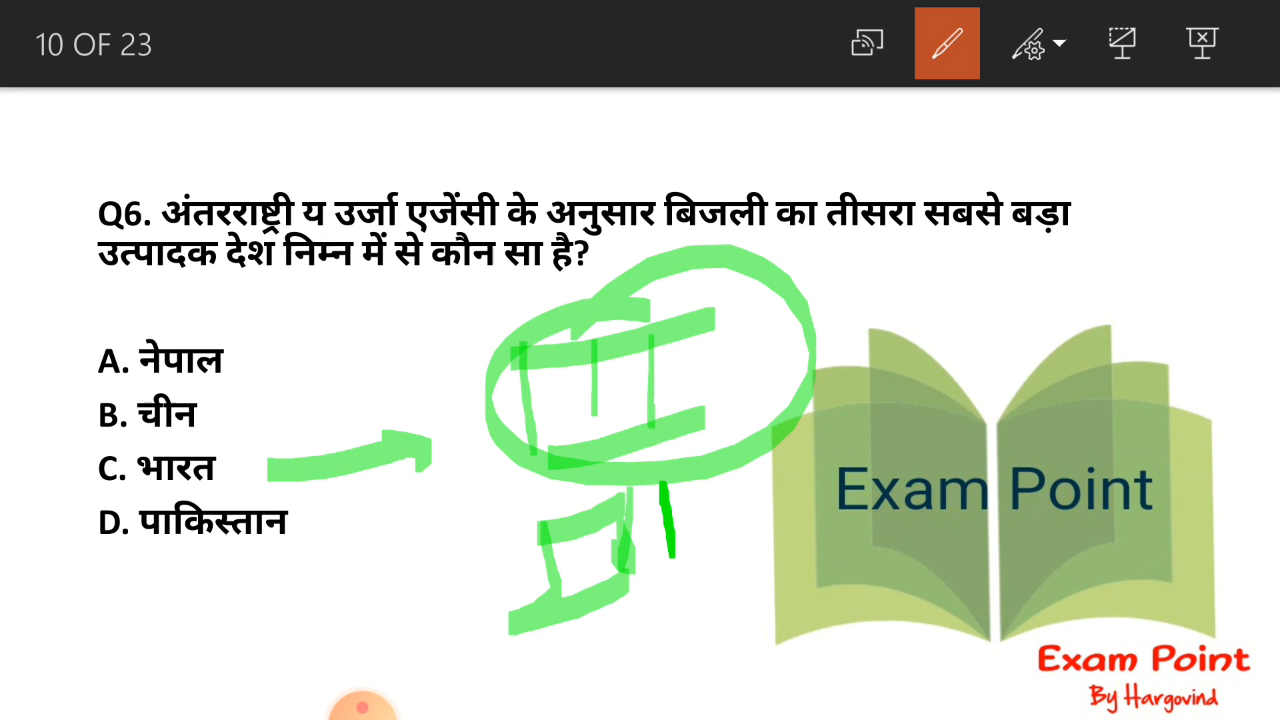 10 OF 23
Q6. अंतरराष्ट्री य उर्जा एजेंसी के अनुसार बिजली का तीसरा सबसे बड़ा
उत्पादक देश निम्न में से कौन सा है?
A. नेपाल
B. चीन
C. भारत
D. पाकिस्तान
Exam Point
Exam Point
By Hargovind